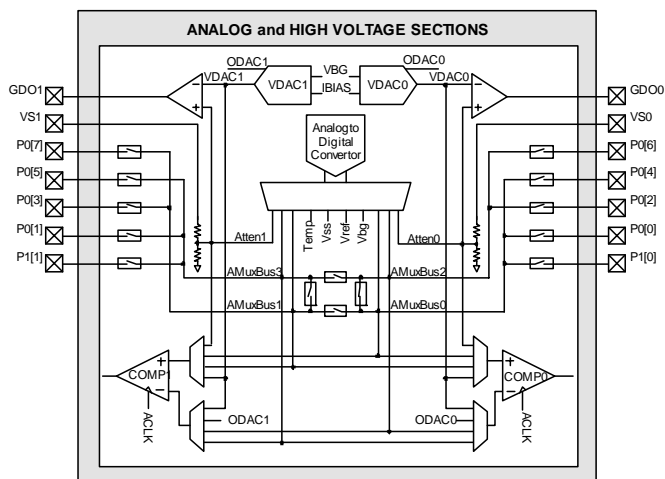 ANALOG and HIGH VOLTAGE SECTIONS
ODAC1
ODAC0
GDO1
VDAC1
VDAC1
VBG
IBIAS
VDAC0
VDAC0
GDO0
VS1
VS0
P0[7]
P0[5]
P0[3]
P0[1]
P1[1]
Analog to
Digital
Convertor
P0[6]
P0[4]
P0[2]
P0[0]
P1[0]
Atten1
Temp
Vss
Vref
Vbg
Atten0
AMuxBus3
AMuxBus2
AMuxBus1
AMuxBus0
COMP1
COMP0
ACLK
ODAC1
ODAC0
ACLK